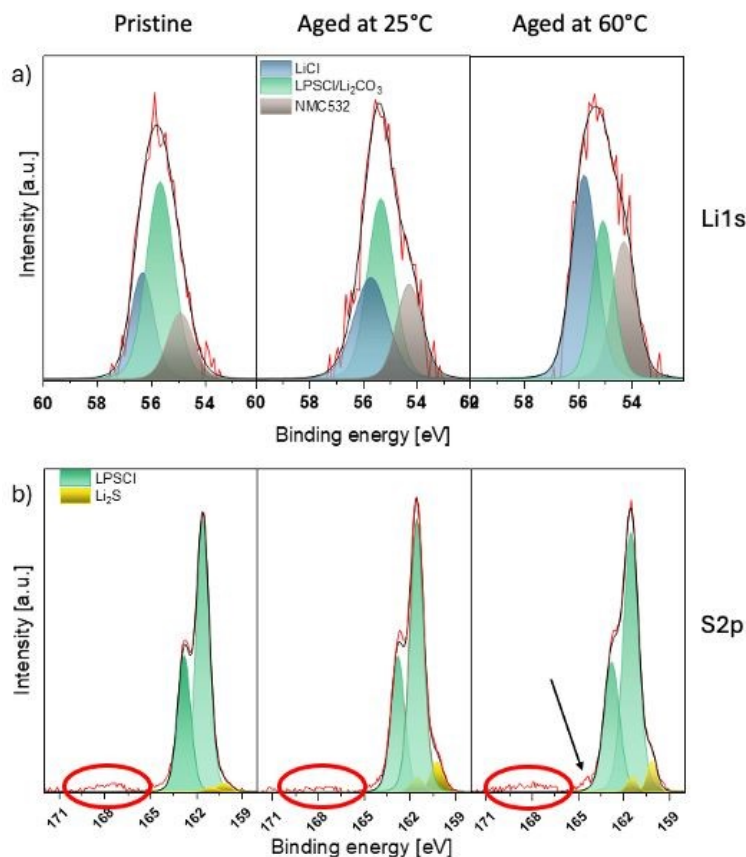 Pristine Aged at 25°C Aged at 60°C
a)
LiCl
LPSCl/Li₂CO₃
NMC532
Intensity [a.u.]
Li1s
60 58 56 54 60 58 56 54 52 58 56 54
Binding energy [eV]
b)
LPSCl
Li₂S
Intensity [a.u.]
S2p
171 168 165 162 159 171 168 165 162 159 171 168 165 162 159
Binding energy [eV]